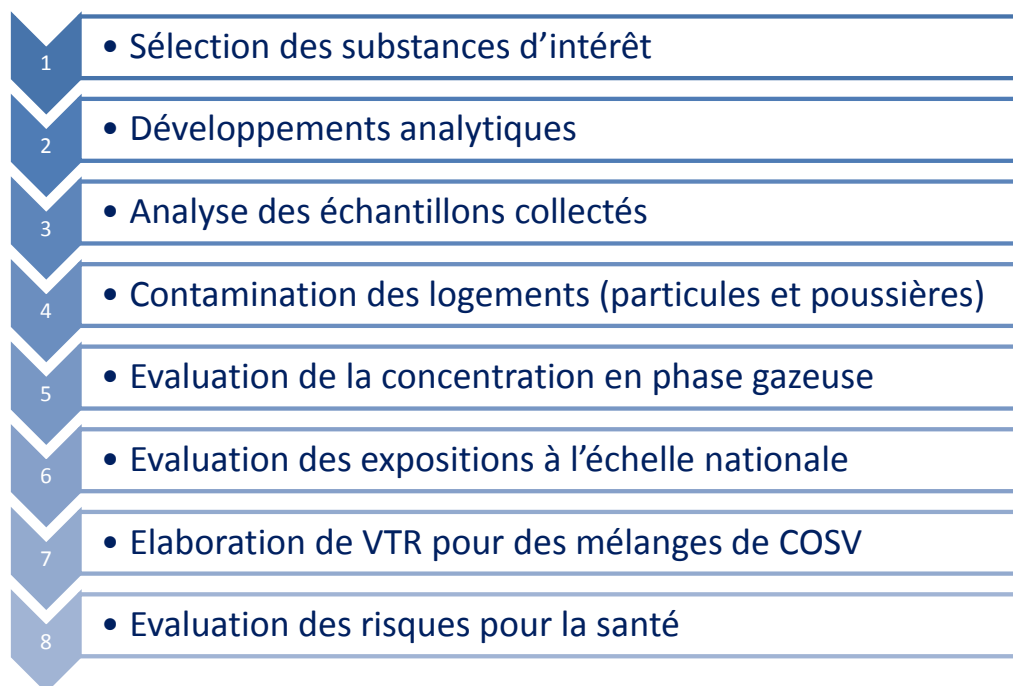 1 • Sélection des substances d’intérêt
2 • Développements analytiques
3 • Analyse des échantillons collectés
4 • Contamination des logements (particules et poussières)
5 • Evaluation de la concentration en phase gazeuse
6 • Evaluation des expositions à l’échelle nationale
7 • Elaboration de VTR pour des mélanges de COSV
8 • Evaluation des risques pour la santé